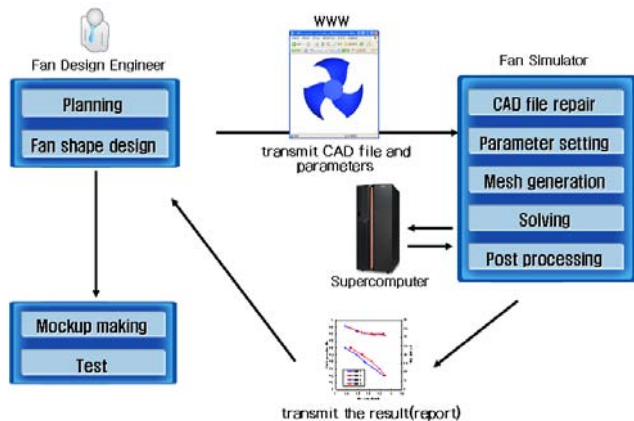 WWW
Fan Design Engineer
Fan Simulator
Planning
Fan shape design
transmit CAD file and
parameters
CAD file repair
Parameter setting
Mesh generation
Solving
Post processing
Supercomputer
Mockup making
Test
transmit the result(report)